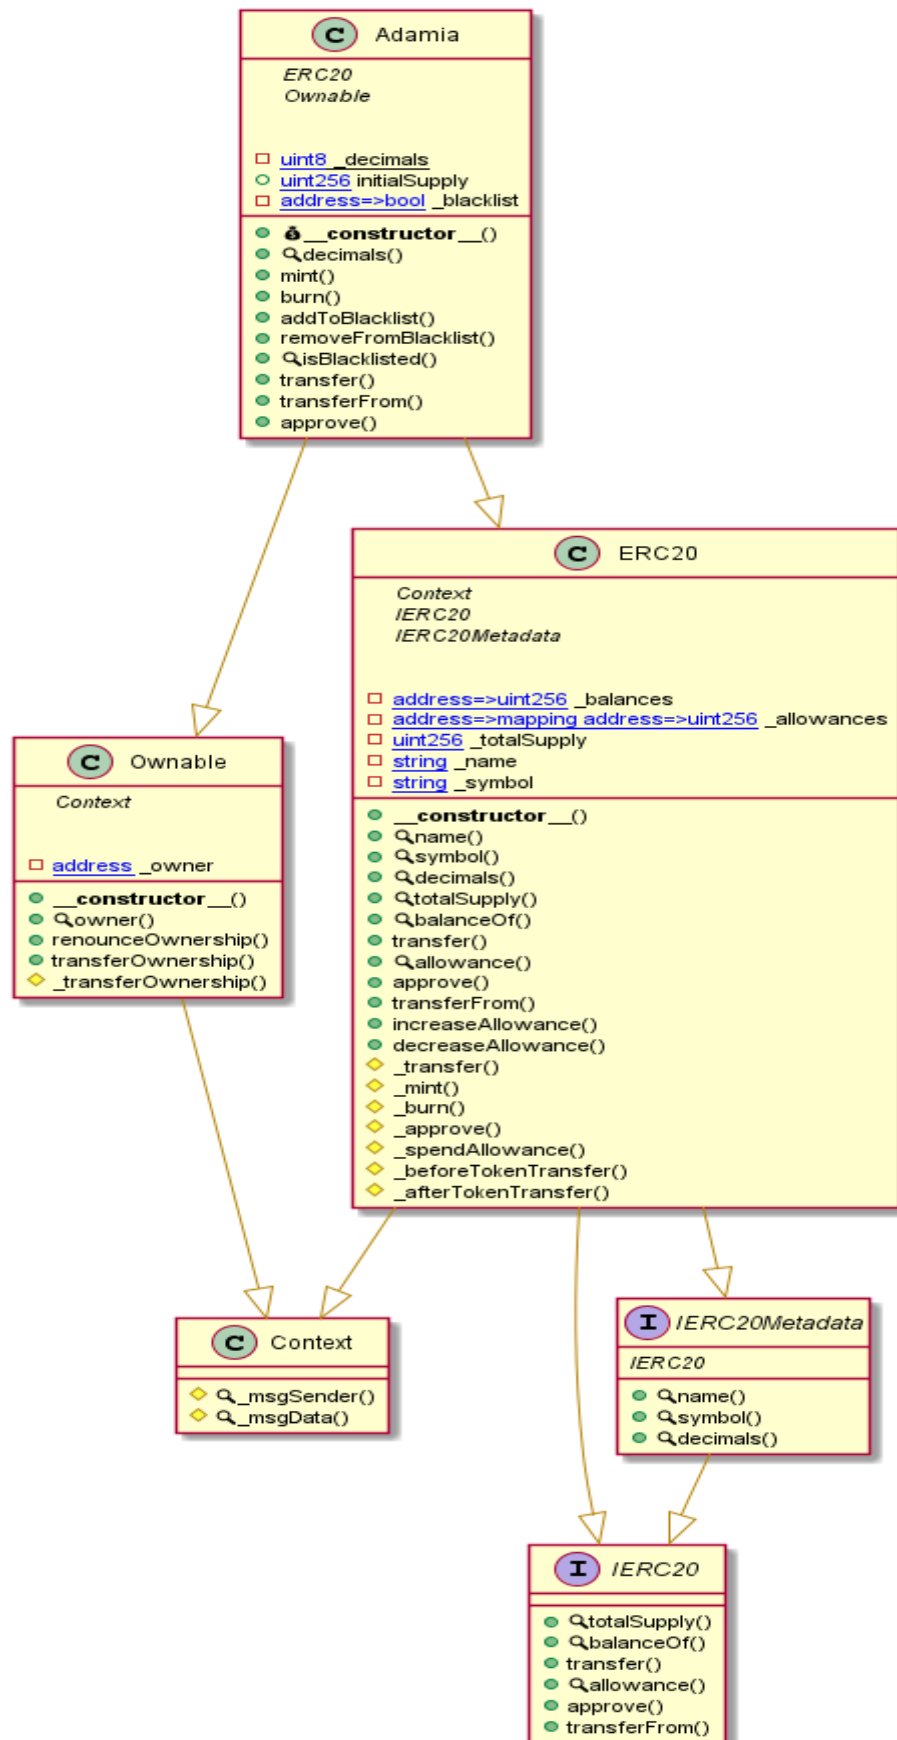 C Adamia
ERC20
Ownable
uint8 _decimals
uint256 initialSupply
address=>bool _blacklist
__constructor__()
decimals()
mint()
burn()
addToBlacklist()
removeFromBlacklist()
isBlacklisted()
transfer()
transferFrom()
approve()
C ERC20
Context
IERC20
IERC20Metadata
address=>uint256 _balances
address=>mapping address=>uint256 _allowances
uint256 _totalSupply
string _name
string _symbol
__constructor__()
name()
symbol()
decimals()
totalSupply()
balanceOf()
transfer()
allowance()
approve()
transferFrom()
increaseAllowance()
decreaseAllowance()
_transfer()
_mint()
_burn()
_approve()
_spendAllowance()
_beforeTokenTransfer()
_afterTokenTransfer()
C Ownable
Context
address _owner
__constructor__()
owner()
renounceOwnership()
transferOwnership()
_transferOwnership()
C Context
_msgSender()
_msgData()
I IERC20Metadata
IERC20
name()
symbol()
decimals()
I IERC20
totalSupply()
balanceOf()
transfer()
allowance()
approve()
transferFrom()